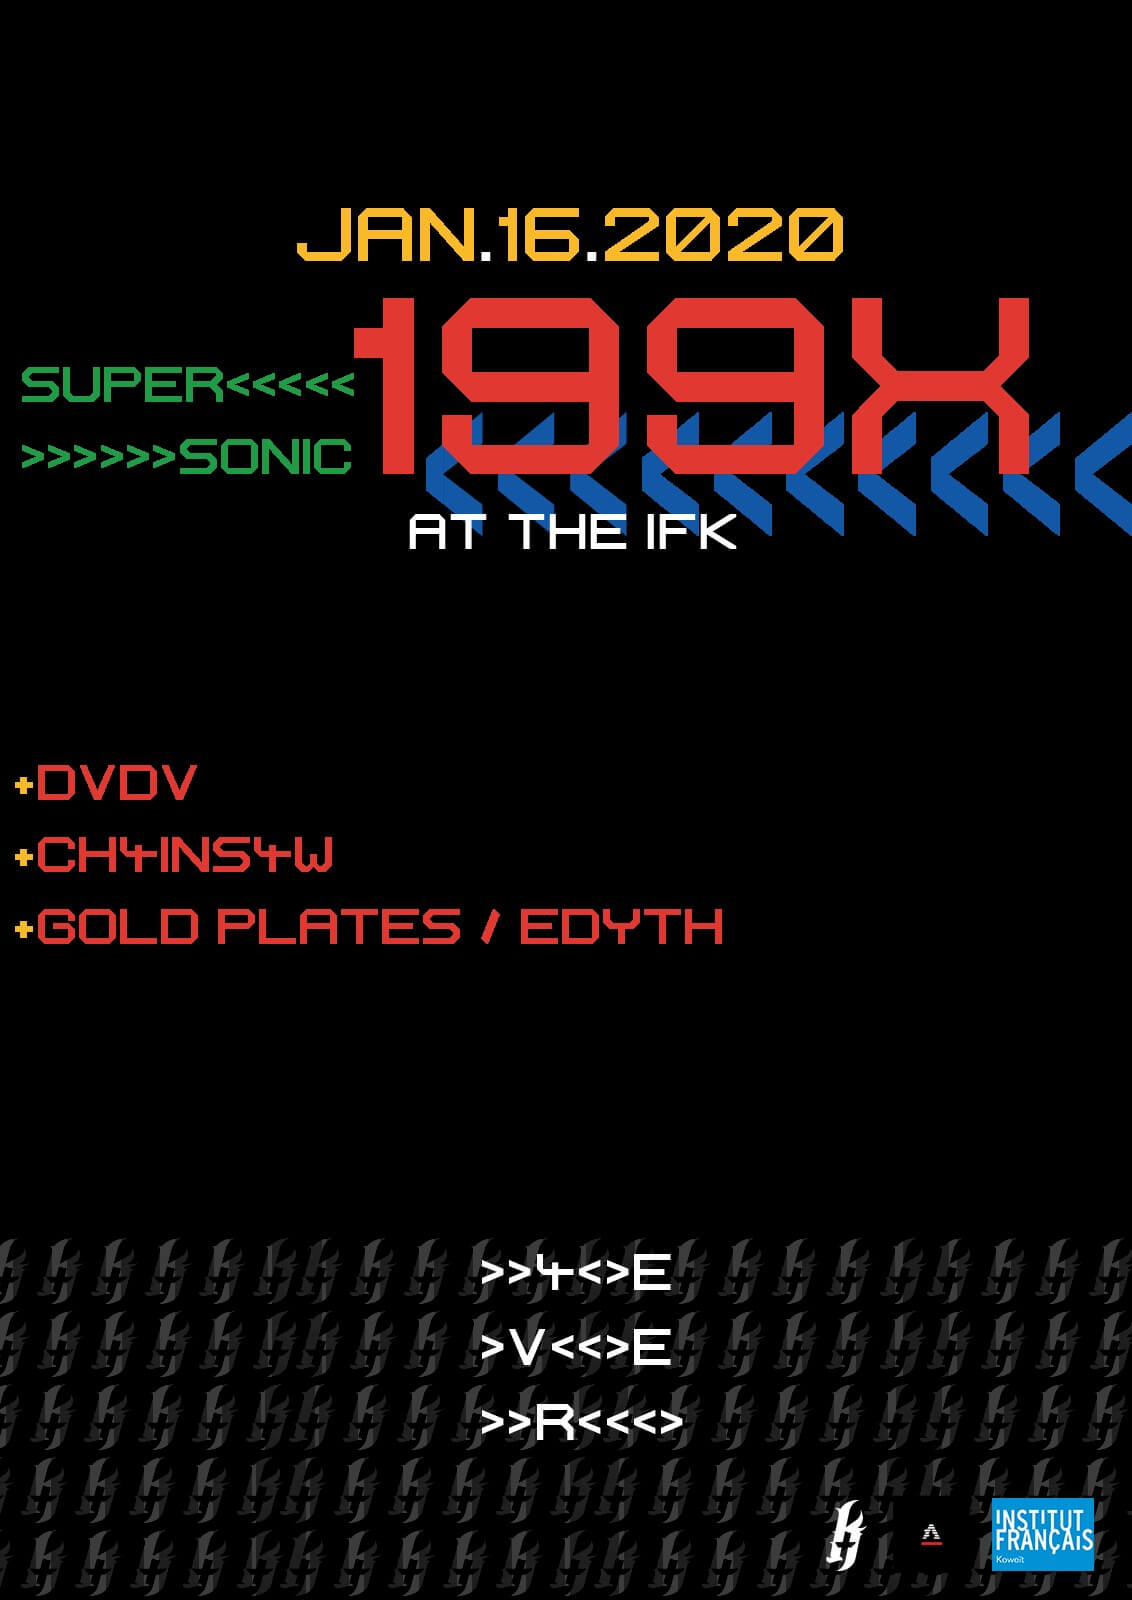 JAN.16.2020
199X
SUPER<<<<<
>>>>>>SONIC
<<<<<<<<<<
AT THE IFK
+DVDV
+CH4INS4W
+GOLD PLATES / EDYTH
>>4<>E
>V<<>E
>>R<<<>
INSTITUT
FRANÇAIS
Koweït